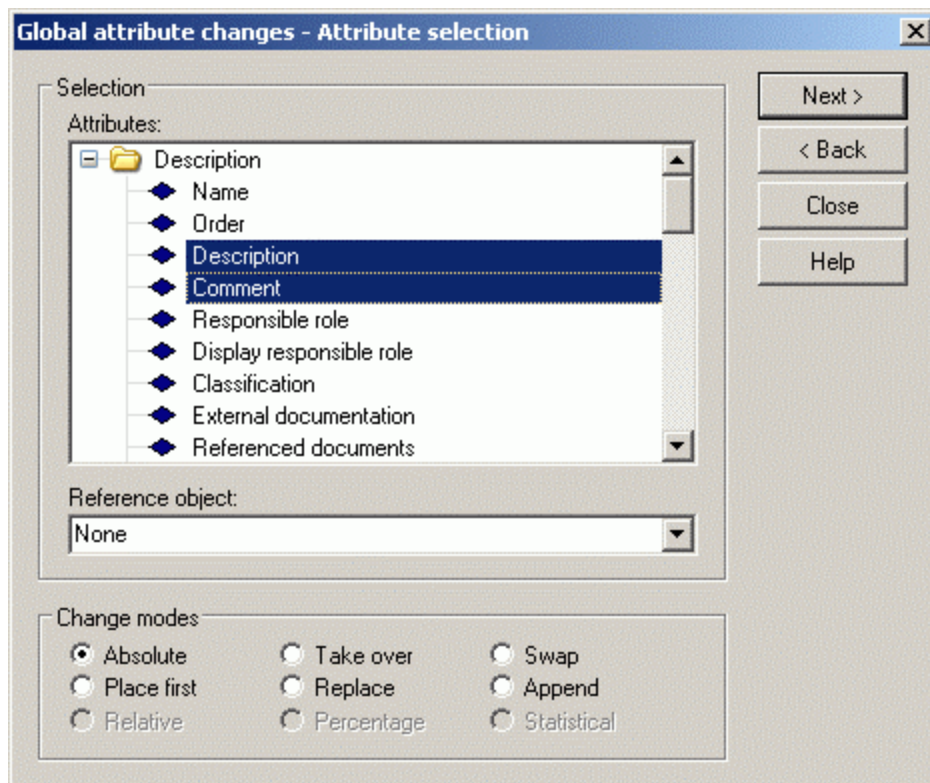 Global attribute changes - Attribute selection
Selection
Attributes:
Description
Name
Order
Description
Comment
Responsible role
Display responsible role
Classification
External documentation
Referenced documents
Reference object:
None
Next >
< Back
Close
Help
Change modes
Absolute Take over Swap
Place first Replace Append
Relative Percentage Statistical